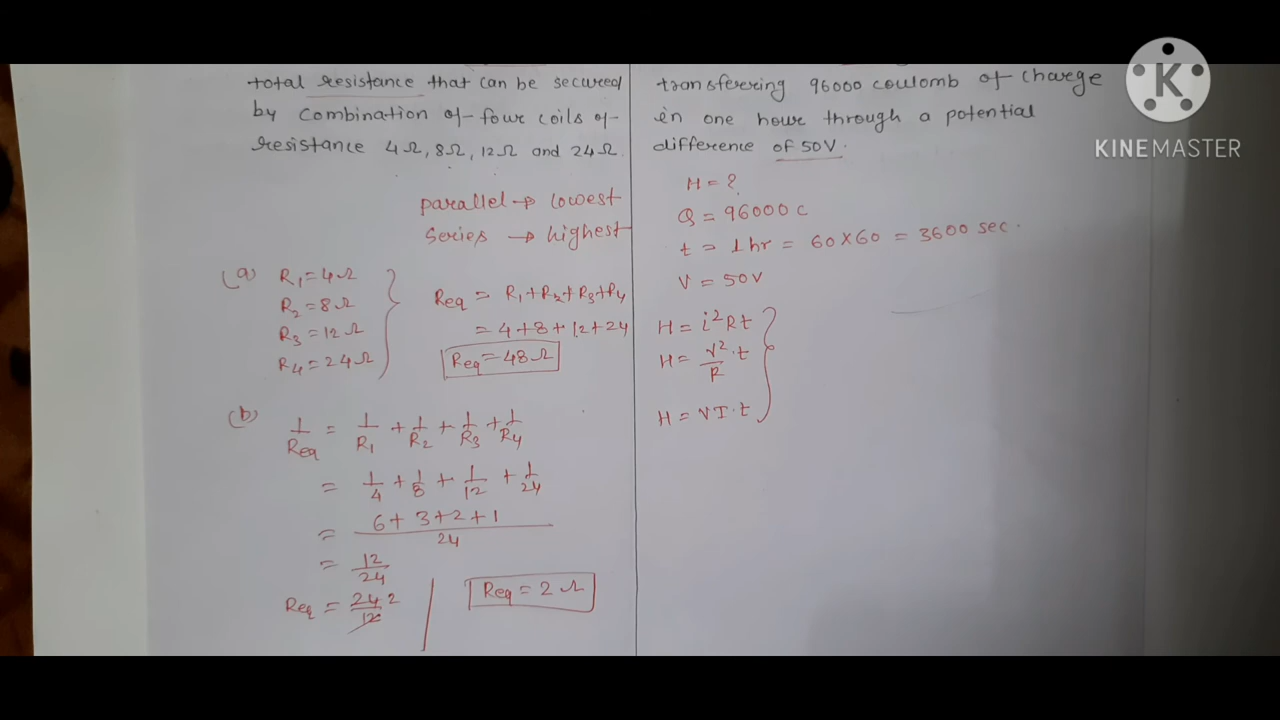 total resistance that can be secured
by combination of four coils of
resistance 4Ω, 8Ω, 12Ω and 24Ω.
parallel → lowest
series → highest
(a) R₁ = 4Ω
R₂ = 8Ω
R₃ = 12Ω
R₄ = 24Ω
Req = R₁+R₂+R₃+R₄
= 4+8+12+24
Req = 48Ω
(b) 1/Req = 1/R₁ + 1/R₂ + 1/R₃ + 1/R₄
= 1/4 + 1/8 + 1/12 + 1/24
= 6+3+2+1/24
= 12/24
Req = 24/12 2
Req = 2Ω
transferring 96000 coulomb of charge
in one hour through a potential
difference of 50V.
H = ?
Q = 96000 C
t = 1 hr = 60×60 = 3600 sec.
V = 50V
H = i²Rt
H = V²/R · t
H = VI·t
K
KINEMASTER